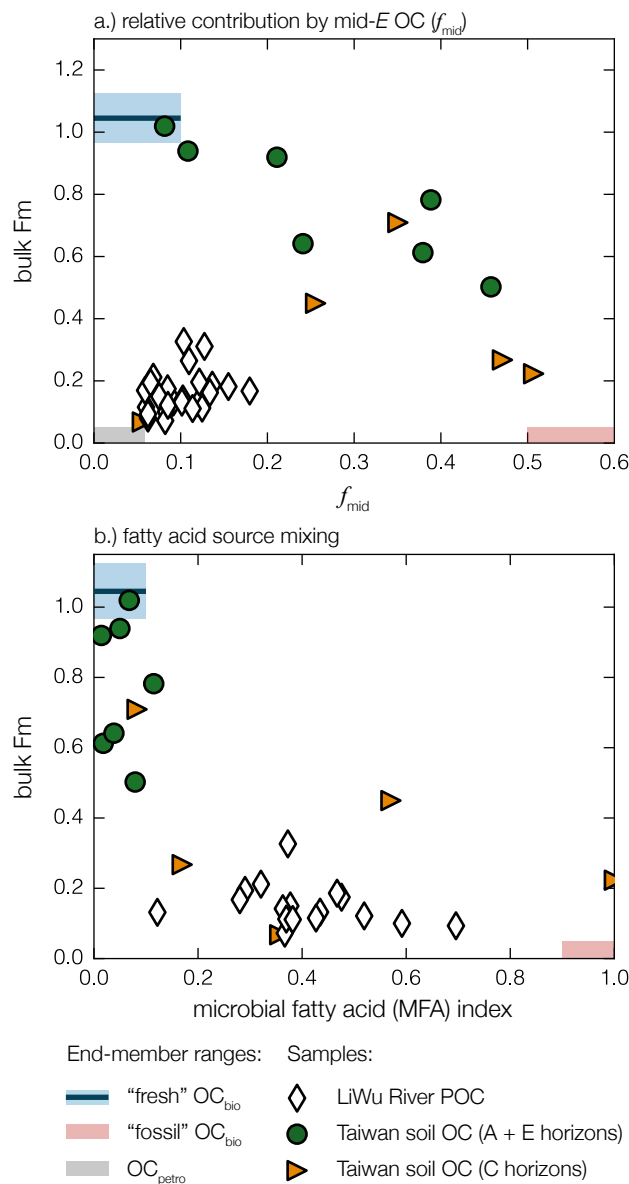 a.) relative contribution by mid-E OC (fmid)
1.2
1.0
0.8
0.6
0.4
0.2
0.0
bulk Fm
0.0 0.1 0.2 0.3 0.4 0.5 0.6
fmid
b.) fatty acid source mixing
1.0
0.8
0.6
0.4
0.2
0.0
bulk Fm
0.0 0.2 0.4 0.6 0.8 1.0
microbial fatty acid (MFA) index
End-member ranges: Samples:
“fresh” OCbio LiWu River POC
“fossil” OCbio Taiwan soil OC (A + E horizons)
OCpetro Taiwan soil OC (C horizons)